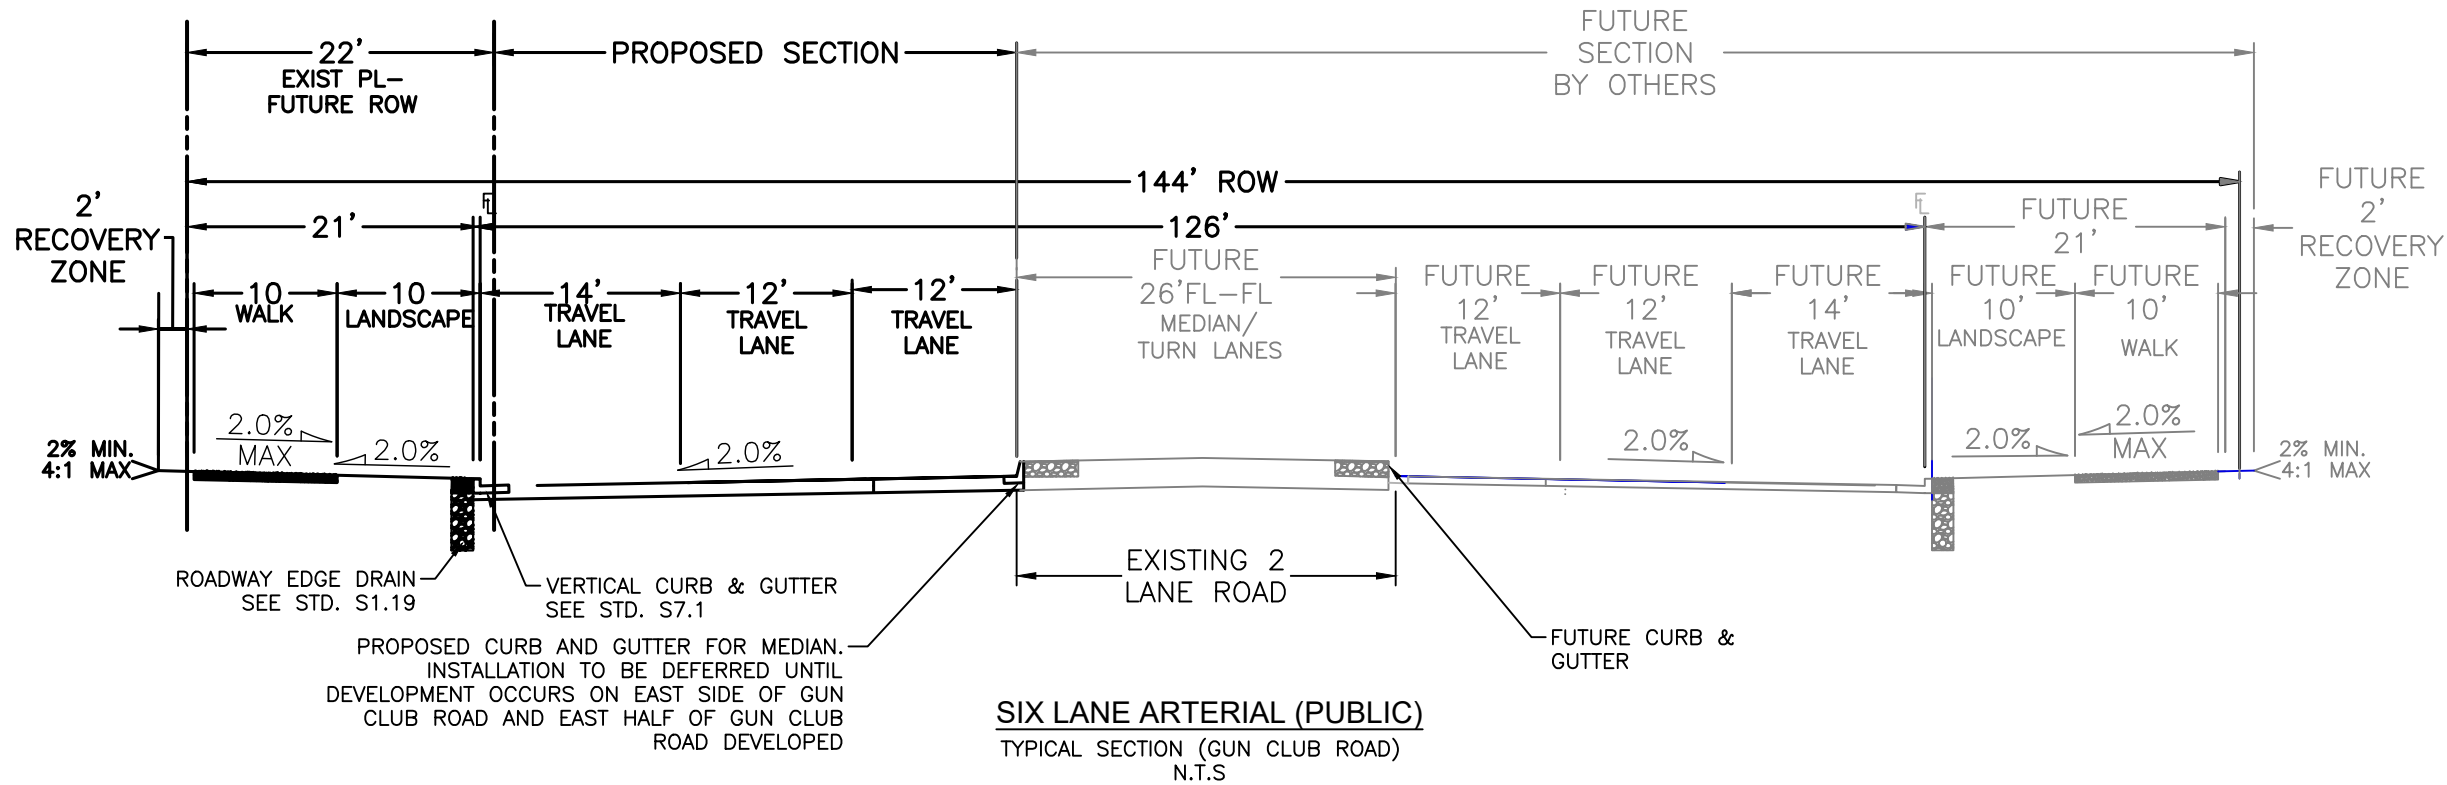 22'
EXIST PL-
FUTURE ROW
PROPOSED SECTION
FUTURE
SECTION
BY OTHERS
144' ROW
2'
RECOVERY
ZONE
21'
FL
126'
FL
FUTURE
21'
FUTURE
2'
RECOVERY
ZONE
10
WALK
10
LANDSCAPE
14'
TRAVEL
LANE
12'
TRAVEL
LANE
12'
TRAVEL
LANE
FUTURE
26'FL-FL
MEDIAN/
TURN LANES
FUTURE
12'
TRAVEL
LANE
FUTURE
12'
TRAVEL
LANE
FUTURE
14'
TRAVEL
LANE
FUTURE
10'
LANDSCAPE
FUTURE
10'
WALK
2% MIN.
4:1 MAX
2.0%
MAX
2.0%
2.0%
2.0%
2.0%
2.0%
MAX
2% MIN.
4:1 MAX
ROADWAY EDGE DRAIN
SEE STD. S1.19
VERTICAL CURB & GUTTER
SEE STD. S7.1
EXISTING 2
LANE ROAD
PROPOSED CURB AND GUTTER FOR MEDIAN.
INSTALLATION TO BE DEFERRED UNTIL
DEVELOPMENT OCCURS ON EAST SIDE OF GUN
CLUB ROAD AND EAST HALF OF GUN CLUB
ROAD DEVELOPED
FUTURE CURB &
GUTTER
SIX LANE ARTERIAL (PUBLIC)
TYPICAL SECTION (GUN CLUB ROAD)
N.T.S